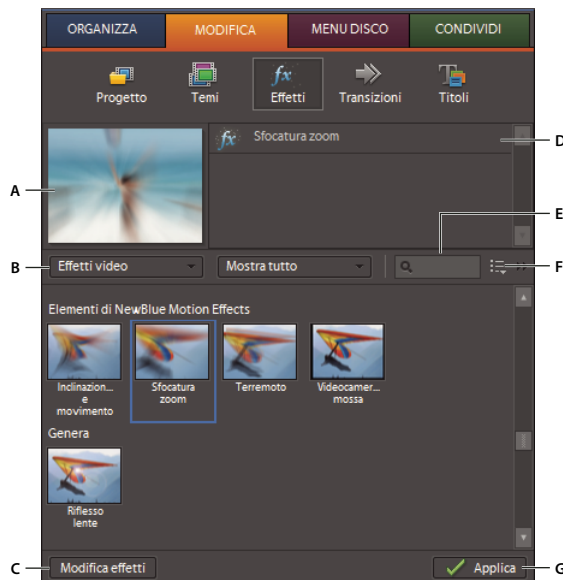 ORGANIZZA MODIFICA MENU DISCO CONDIVIDI
Progetto Temi Effetti Transizioni Titoli
fx Sfocatura zoom
A
B
C
D
E
F
G
Effetti video Mostra tutto
Elementi di NewBlue Motion Effects
Inclinazion...
e
movimento
Sfocatura
zoom
Terremoto
Videocamer...
mossa
Genera
Riflesso
lente
Modifica effetti Applica